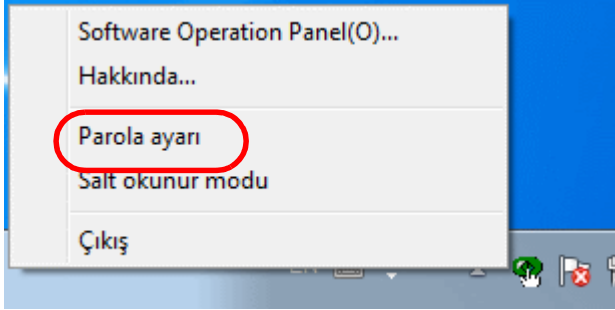 Software Operation Panel(O)...
Hakkında...
Parola ayarı
Salt okunur modu
Çıkış